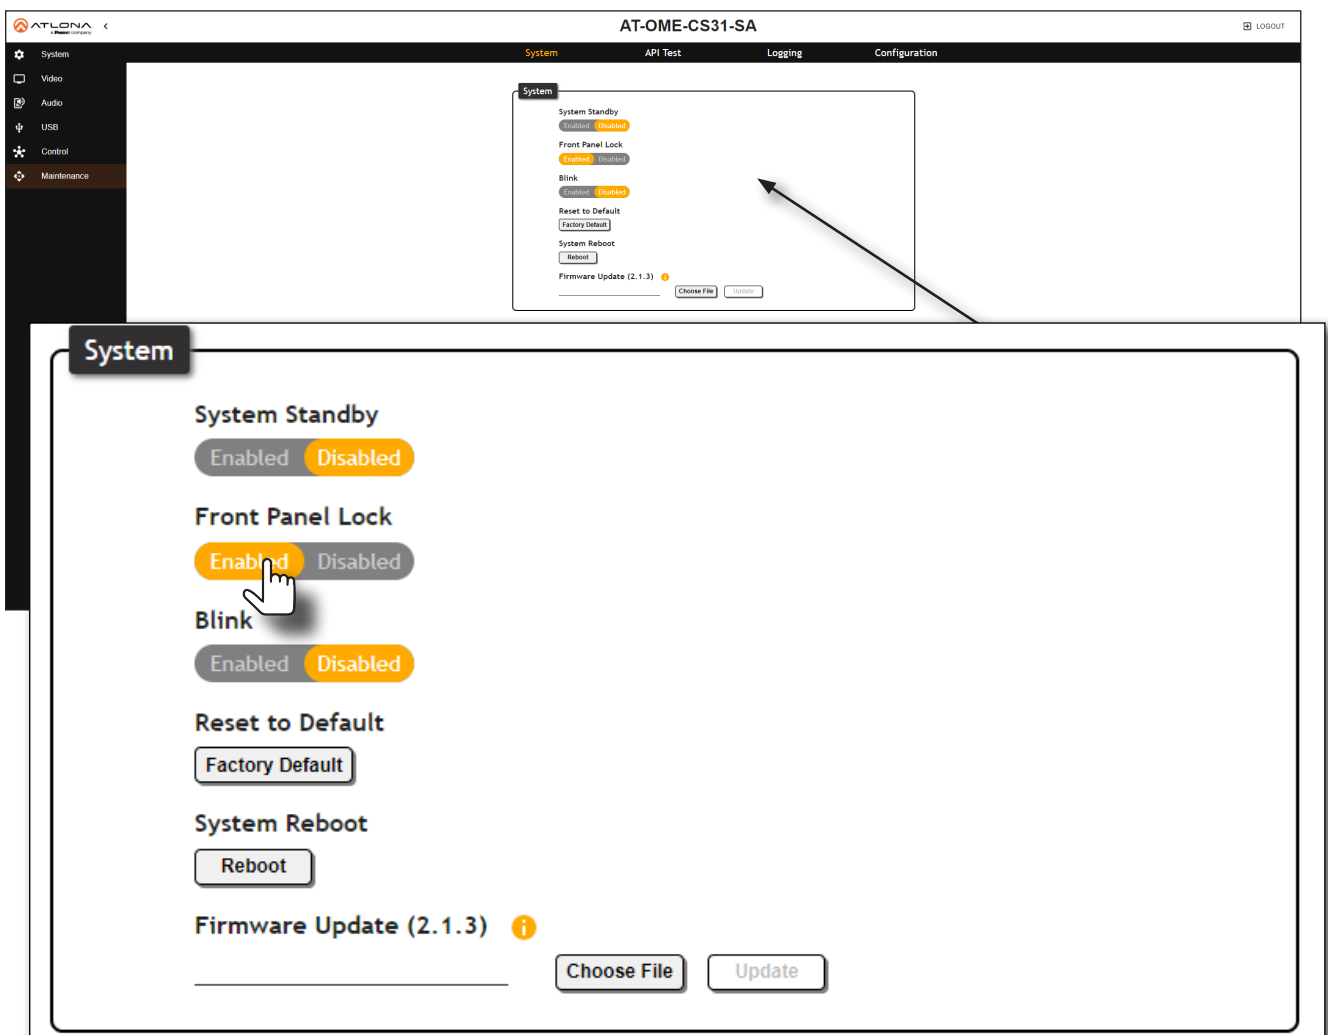 ATLONA
AT-OME-CS31-SA
LOGOUT
System
Video
Audio
USB
Control
Maintenance
System API Test Logging Configuration
System
System Standby
Enabled Disabled
Front Panel Lock
Enabled Disabled
Blink
Enabled Disabled
Reset to Default
Factory Default
System Reboot
Reboot
Firmware Update (2.1.3)
Choose File Update
System
System Standby
Enabled Disabled
Front Panel Lock
Enabled Disabled
Blink
Enabled Disabled
Reset to Default
Factory Default
System Reboot
Reboot
Firmware Update (2.1.3)
Choose File Update